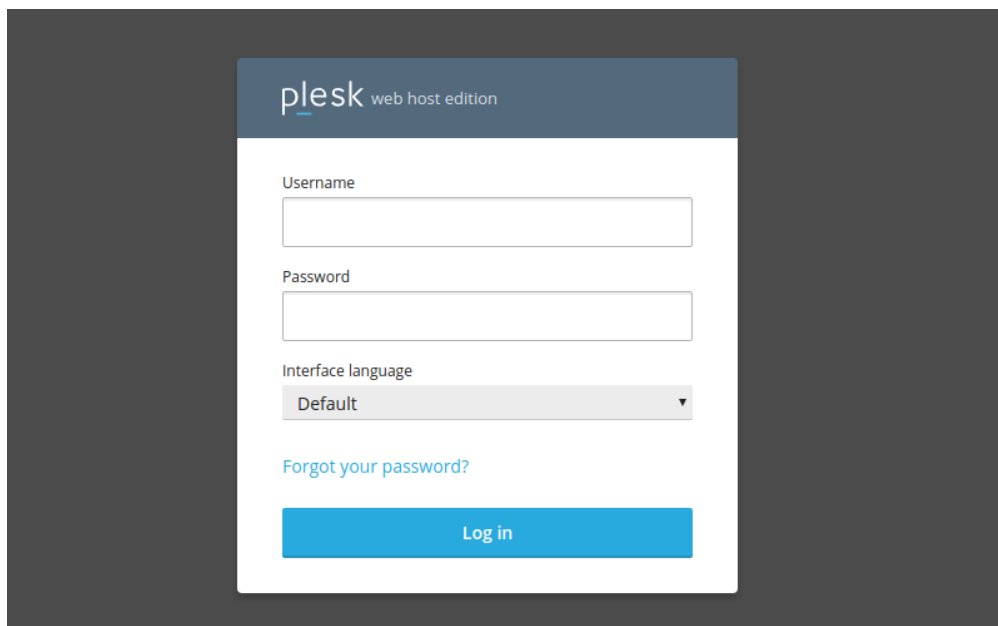 plesk web host edition
Username
Password
Interface language
Default
Forgot your password?
Log in